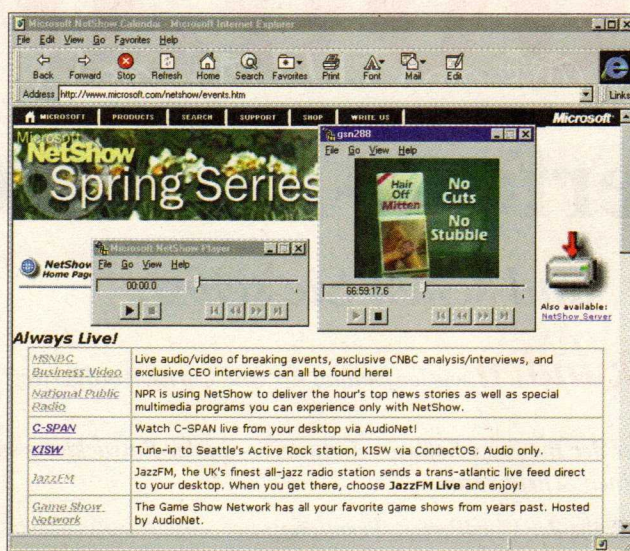 Microsoft NetShow Calendar - Microsoft Internet Explorer
File Edit View Go Favorites Help
Back Forward Stop Refresh Home Search Favorites Print Font Mail Edit
Address http://www.microsoft.com/netshow/events.htm Links
MICROSOFT PRODUCTS SEARCH SUPPORT SHOP WRITE US Microsoft
Microsoft
NetShow
Spring Series
gsn288
File Go View Help
Hair
Off
Mitten
No
Cuts
No
Stubble
66:59:17.6
Microsoft NetShow Player
File Go View Help
00:00.0
NetShow
Home Page
Also available:
NetShow Server
Always Live!
MSNBC
Business Video
Live audio/video of breaking events, exclusive CNBC analysis/interviews, and
exclusive CEO interviews can all be found here!
National Public
Radio
NPR is using NetShow to deliver the hour's top news stories as well as special
multimedia programs you can experience only with NetShow.
C-SPAN
Watch C-SPAN live from your desktop via AudioNet!
KISW
Tune-in to Seattle's Active Rock station, KISW via ConnectOS. Audio only.
JazzFM
JazzFM, the UK's finest all-jazz radio station sends a trans-atlantic live feed direct
to your desktop. When you get there, choose JazzFM Live and enjoy!
Game Show
Network
The Game Show Network has all your favorite game shows from years past. Hosted
by AudioNet.